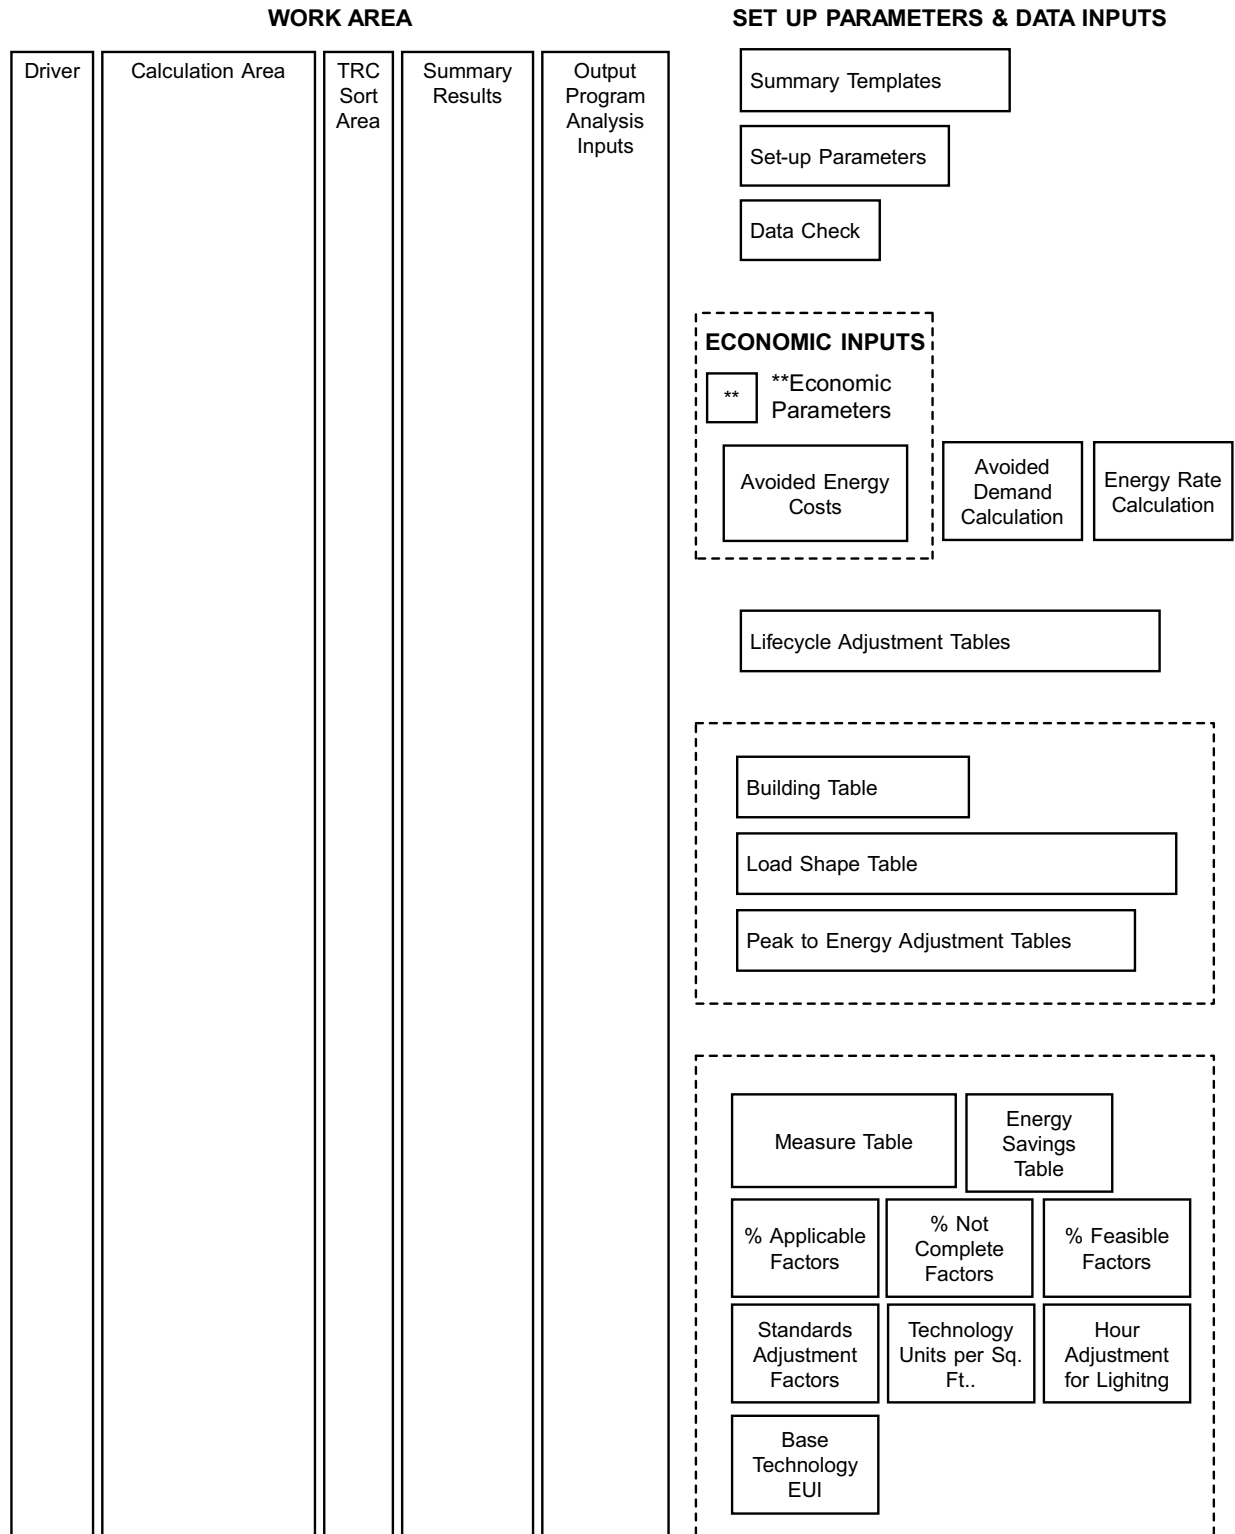 WORK AREA
Driver
Calculation Area
TRC
Sort
Area
Summary
Results
Output
Program
Analysis
Inputs
SET UP PARAMETERS & DATA INPUTS
Summary Templates
Set-up Parameters
Data Check
ECONOMIC INPUTS
**
**Economic
Parameters
Avoided Energy
Costs
Avoided
Demand
Calculation
Energy Rate
Calculation
Lifecycle Adjustment Tables
Building Table
Load Shape Table
Peak to Energy Adjustment Tables
Measure Table
Energy
Savings
Table
% Applicable
Factors
% Not
Complete
Factors
% Feasible
Factors
Standards
Adjustment
Factors
Technology
Units per Sq.
Ft..
Hour
Adjustment
for Lighitng
Base
Technology
EUI